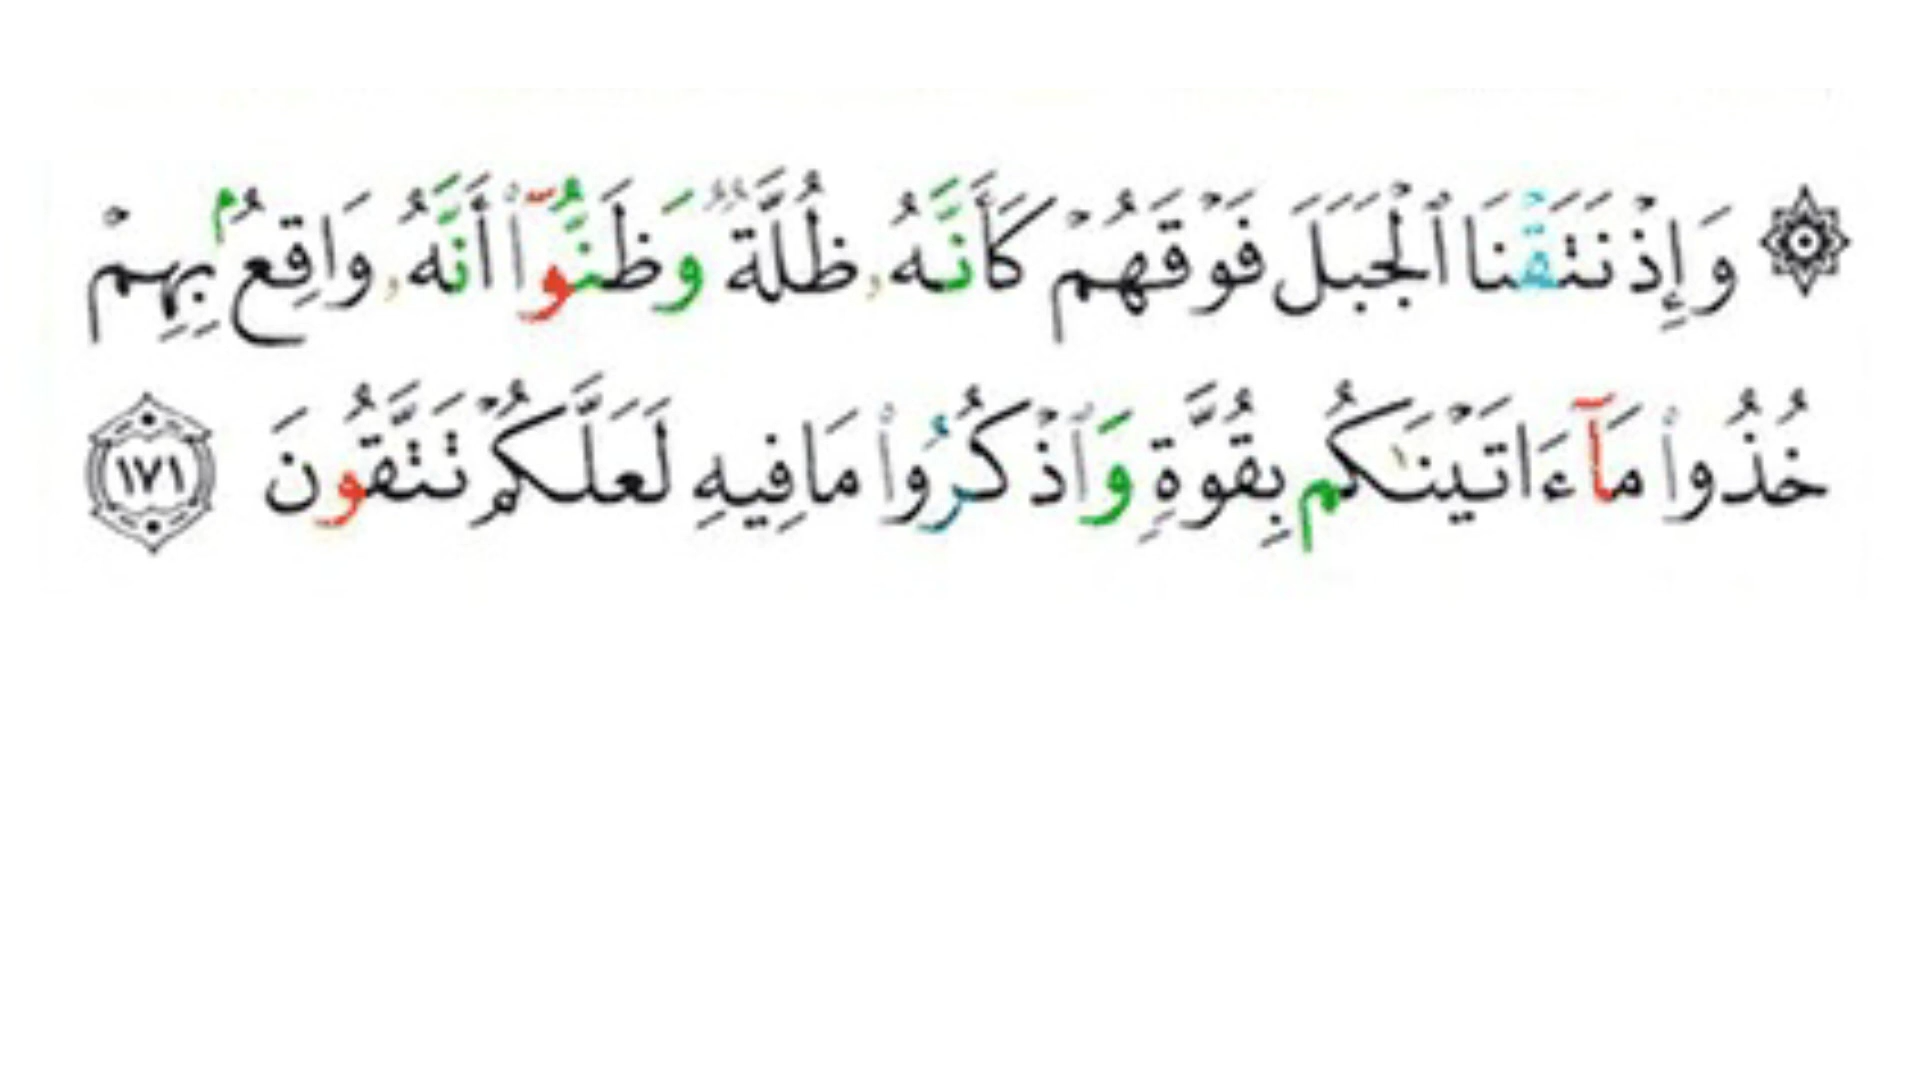 ۞ وَإِذۡ نَتَقۡنَا ٱلۡجَبَلَ فَوۡقَهُمۡ كَأَنَّهُۥ ظُلَّةٞ وَظَنُّوٓاْ أَنَّهُۥ وَاقِعُۢ بِهِمۡ
خُذُواْ مَآ ءَاتَيۡنَٰكُم بِقُوَّةٖ وَٱذۡكُرُواْ مَا فِيهِ لَعَلَّكُمۡ تَتَّقُونَ ١٧١